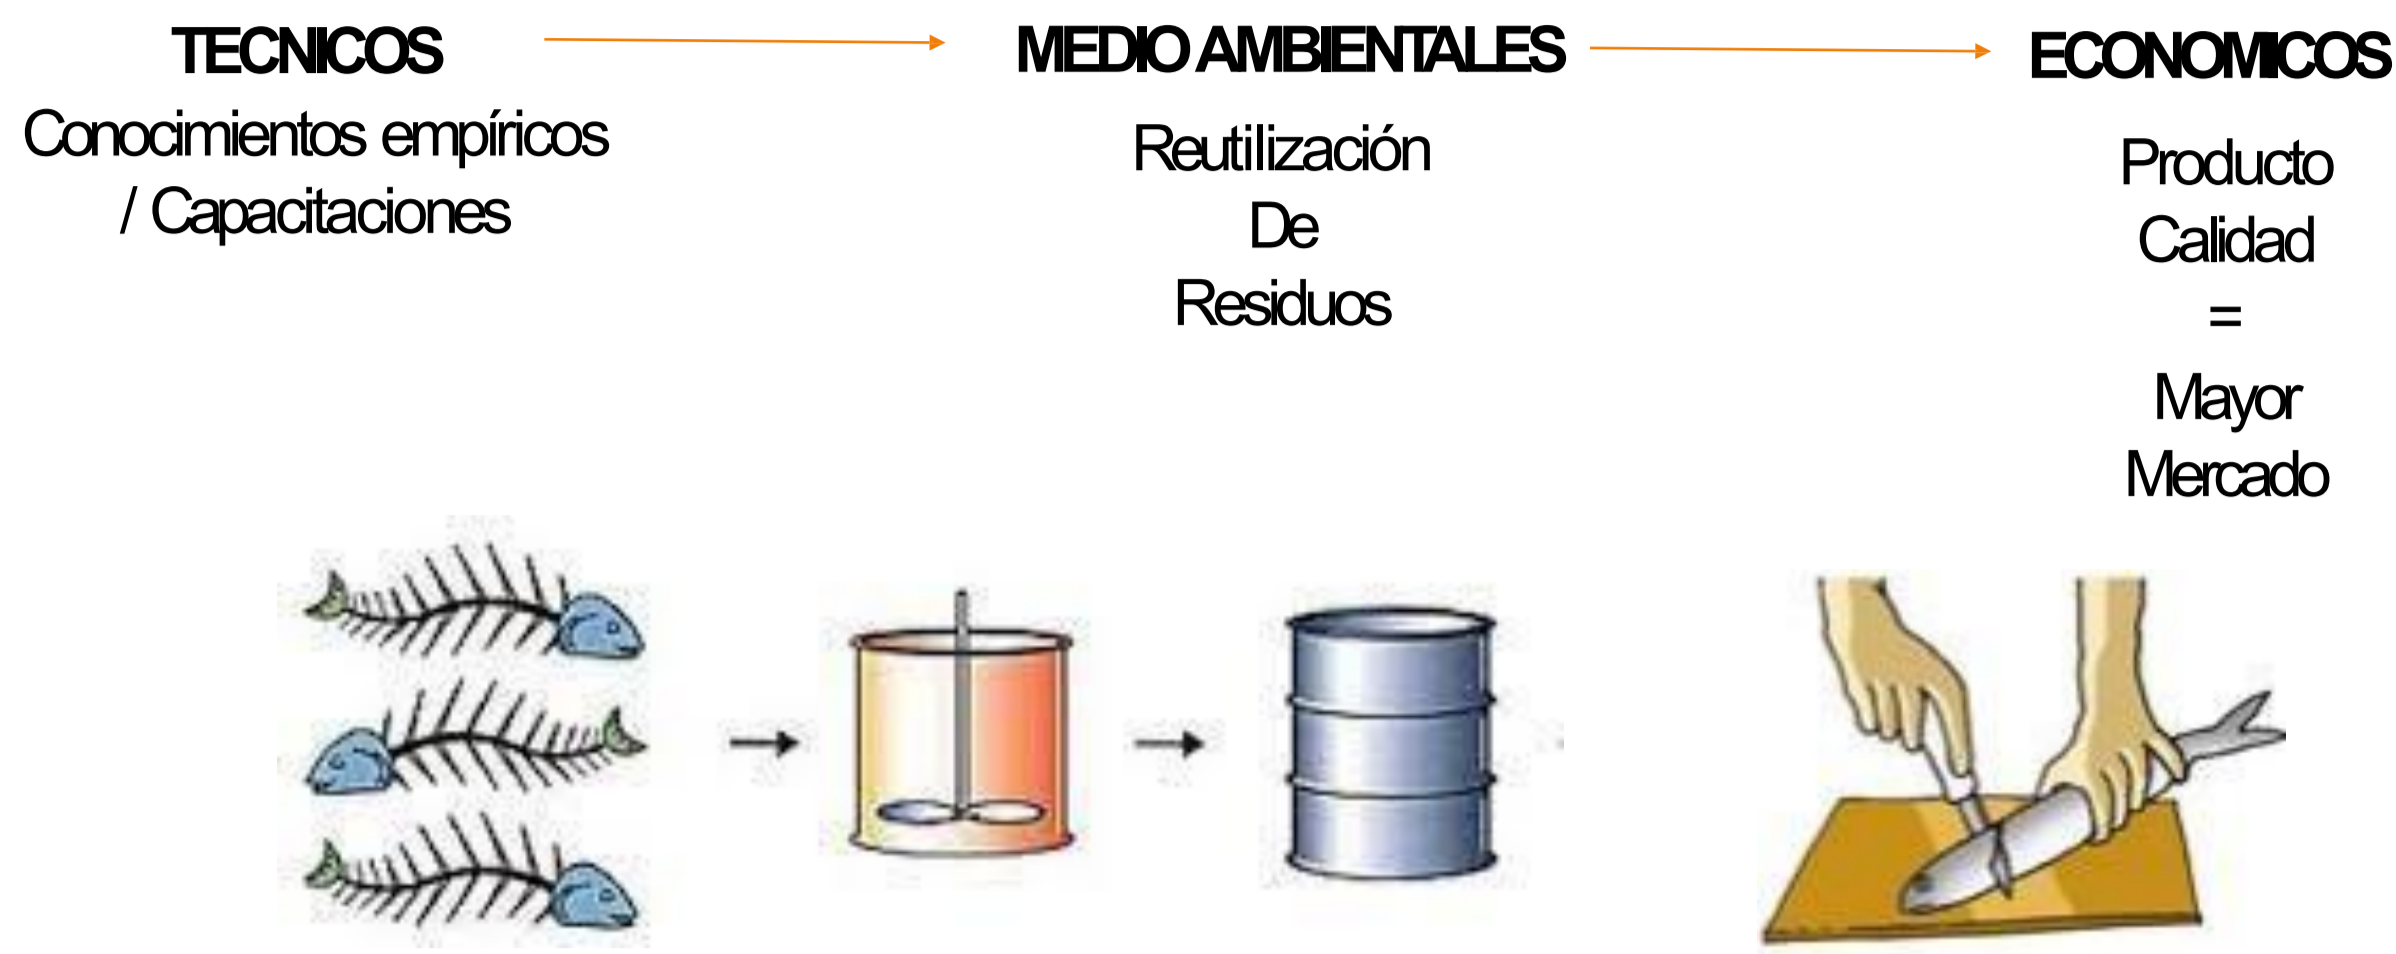 TECNICOS
Conocimientos empíricos
/ Capacitaciones
MEDIO AMBIENTALES
Reutilización
De
Residuos
ECONOMICOS
Producto
Calidad
=
Mayor
Mercado